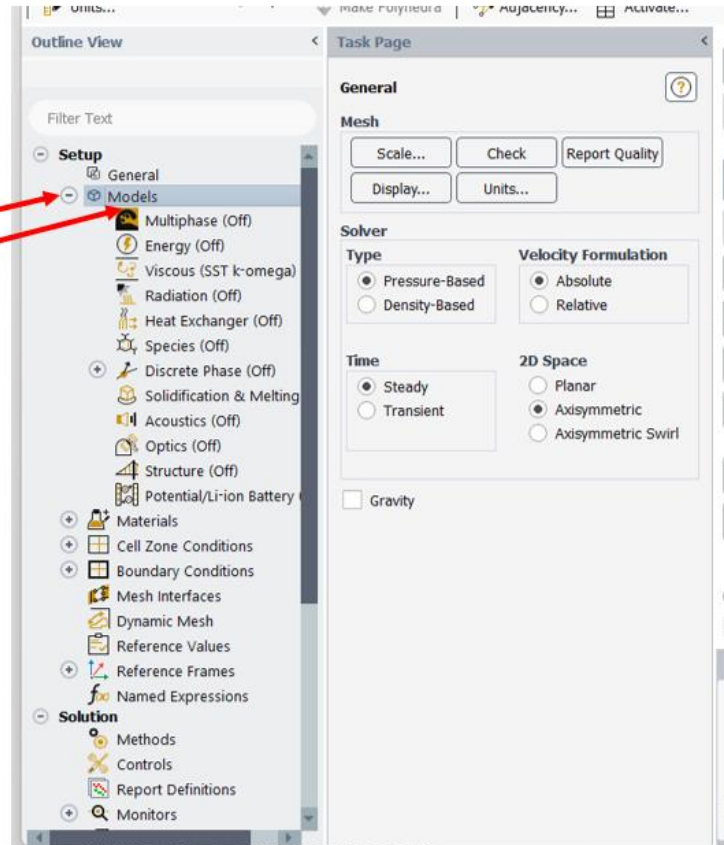 Units...
Make Polyhedra
Adjacency...
Activate...
Outline View
Task Page
Filter Text
Setup
General
Models
Multiphase (Off)
Energy (Off)
Viscous (SST k-omega)
Radiation (Off)
Heat Exchanger (Off)
Species (Off)
Discrete Phase (Off)
Solidification & Melting
Acoustics (Off)
Optics (Off)
Structure (Off)
Potential/Li-ion Battery (
Materials
Cell Zone Conditions
Boundary Conditions
Mesh Interfaces
Dynamic Mesh
Reference Values
Reference Frames
Named Expressions
Solution
Methods
Controls
Report Definitions
Monitors
General
Mesh
Scale... Check Report Quality
Display... Units...
Solver
Type
Pressure-Based
Density-Based
Velocity Formulation
Absolute
Relative
Time
Steady
Transient
2D Space
Planar
Axisymmetric
Axisymmetric Swirl
Gravity